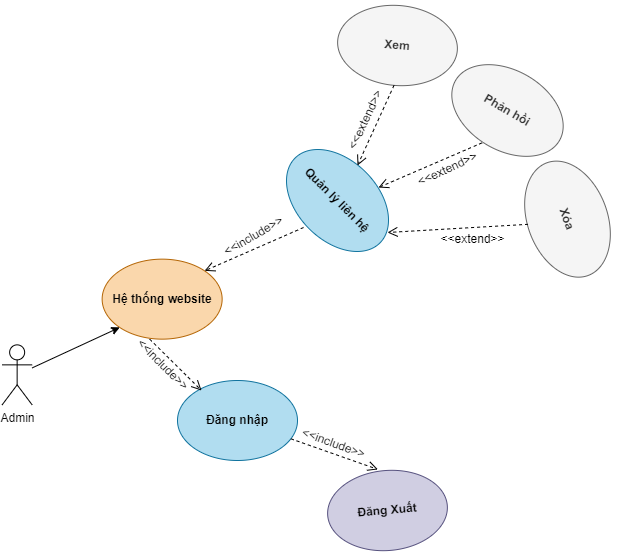 Xem
<<extend>>
Phản hồi
<<extend>>
Quản lý liên hệ
Xóa
<<extend>>
<<include>>
Hệ thống website
<<include>>
Admin
Đăng nhập
<<include>>
Đăng Xuất